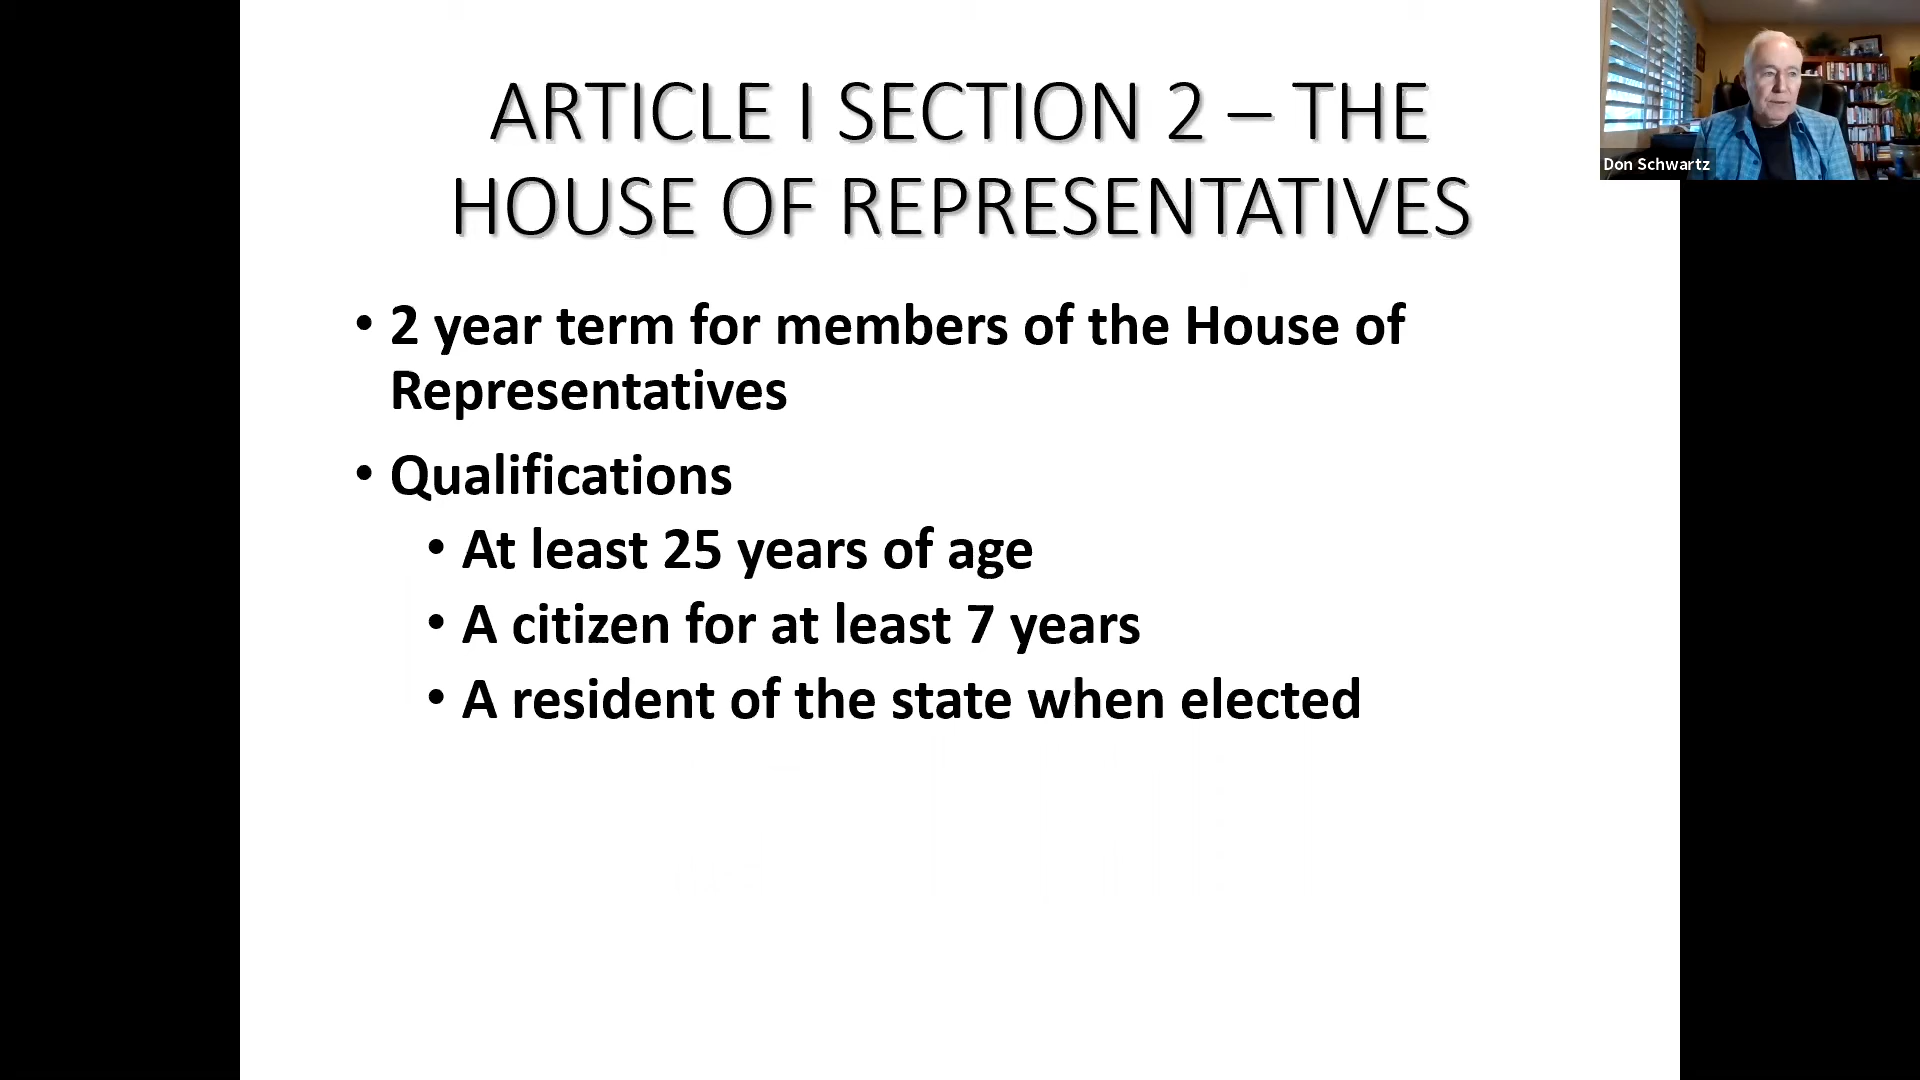 ARTICLE I SECTION 2 – THE
HOUSE OF REPRESENTATIVES
• 2 year term for members of the House of
Representatives
• Qualifications
• At least 25 years of age
• A citizen for at least 7 years
• A resident of the state when elected
Don Schwartz